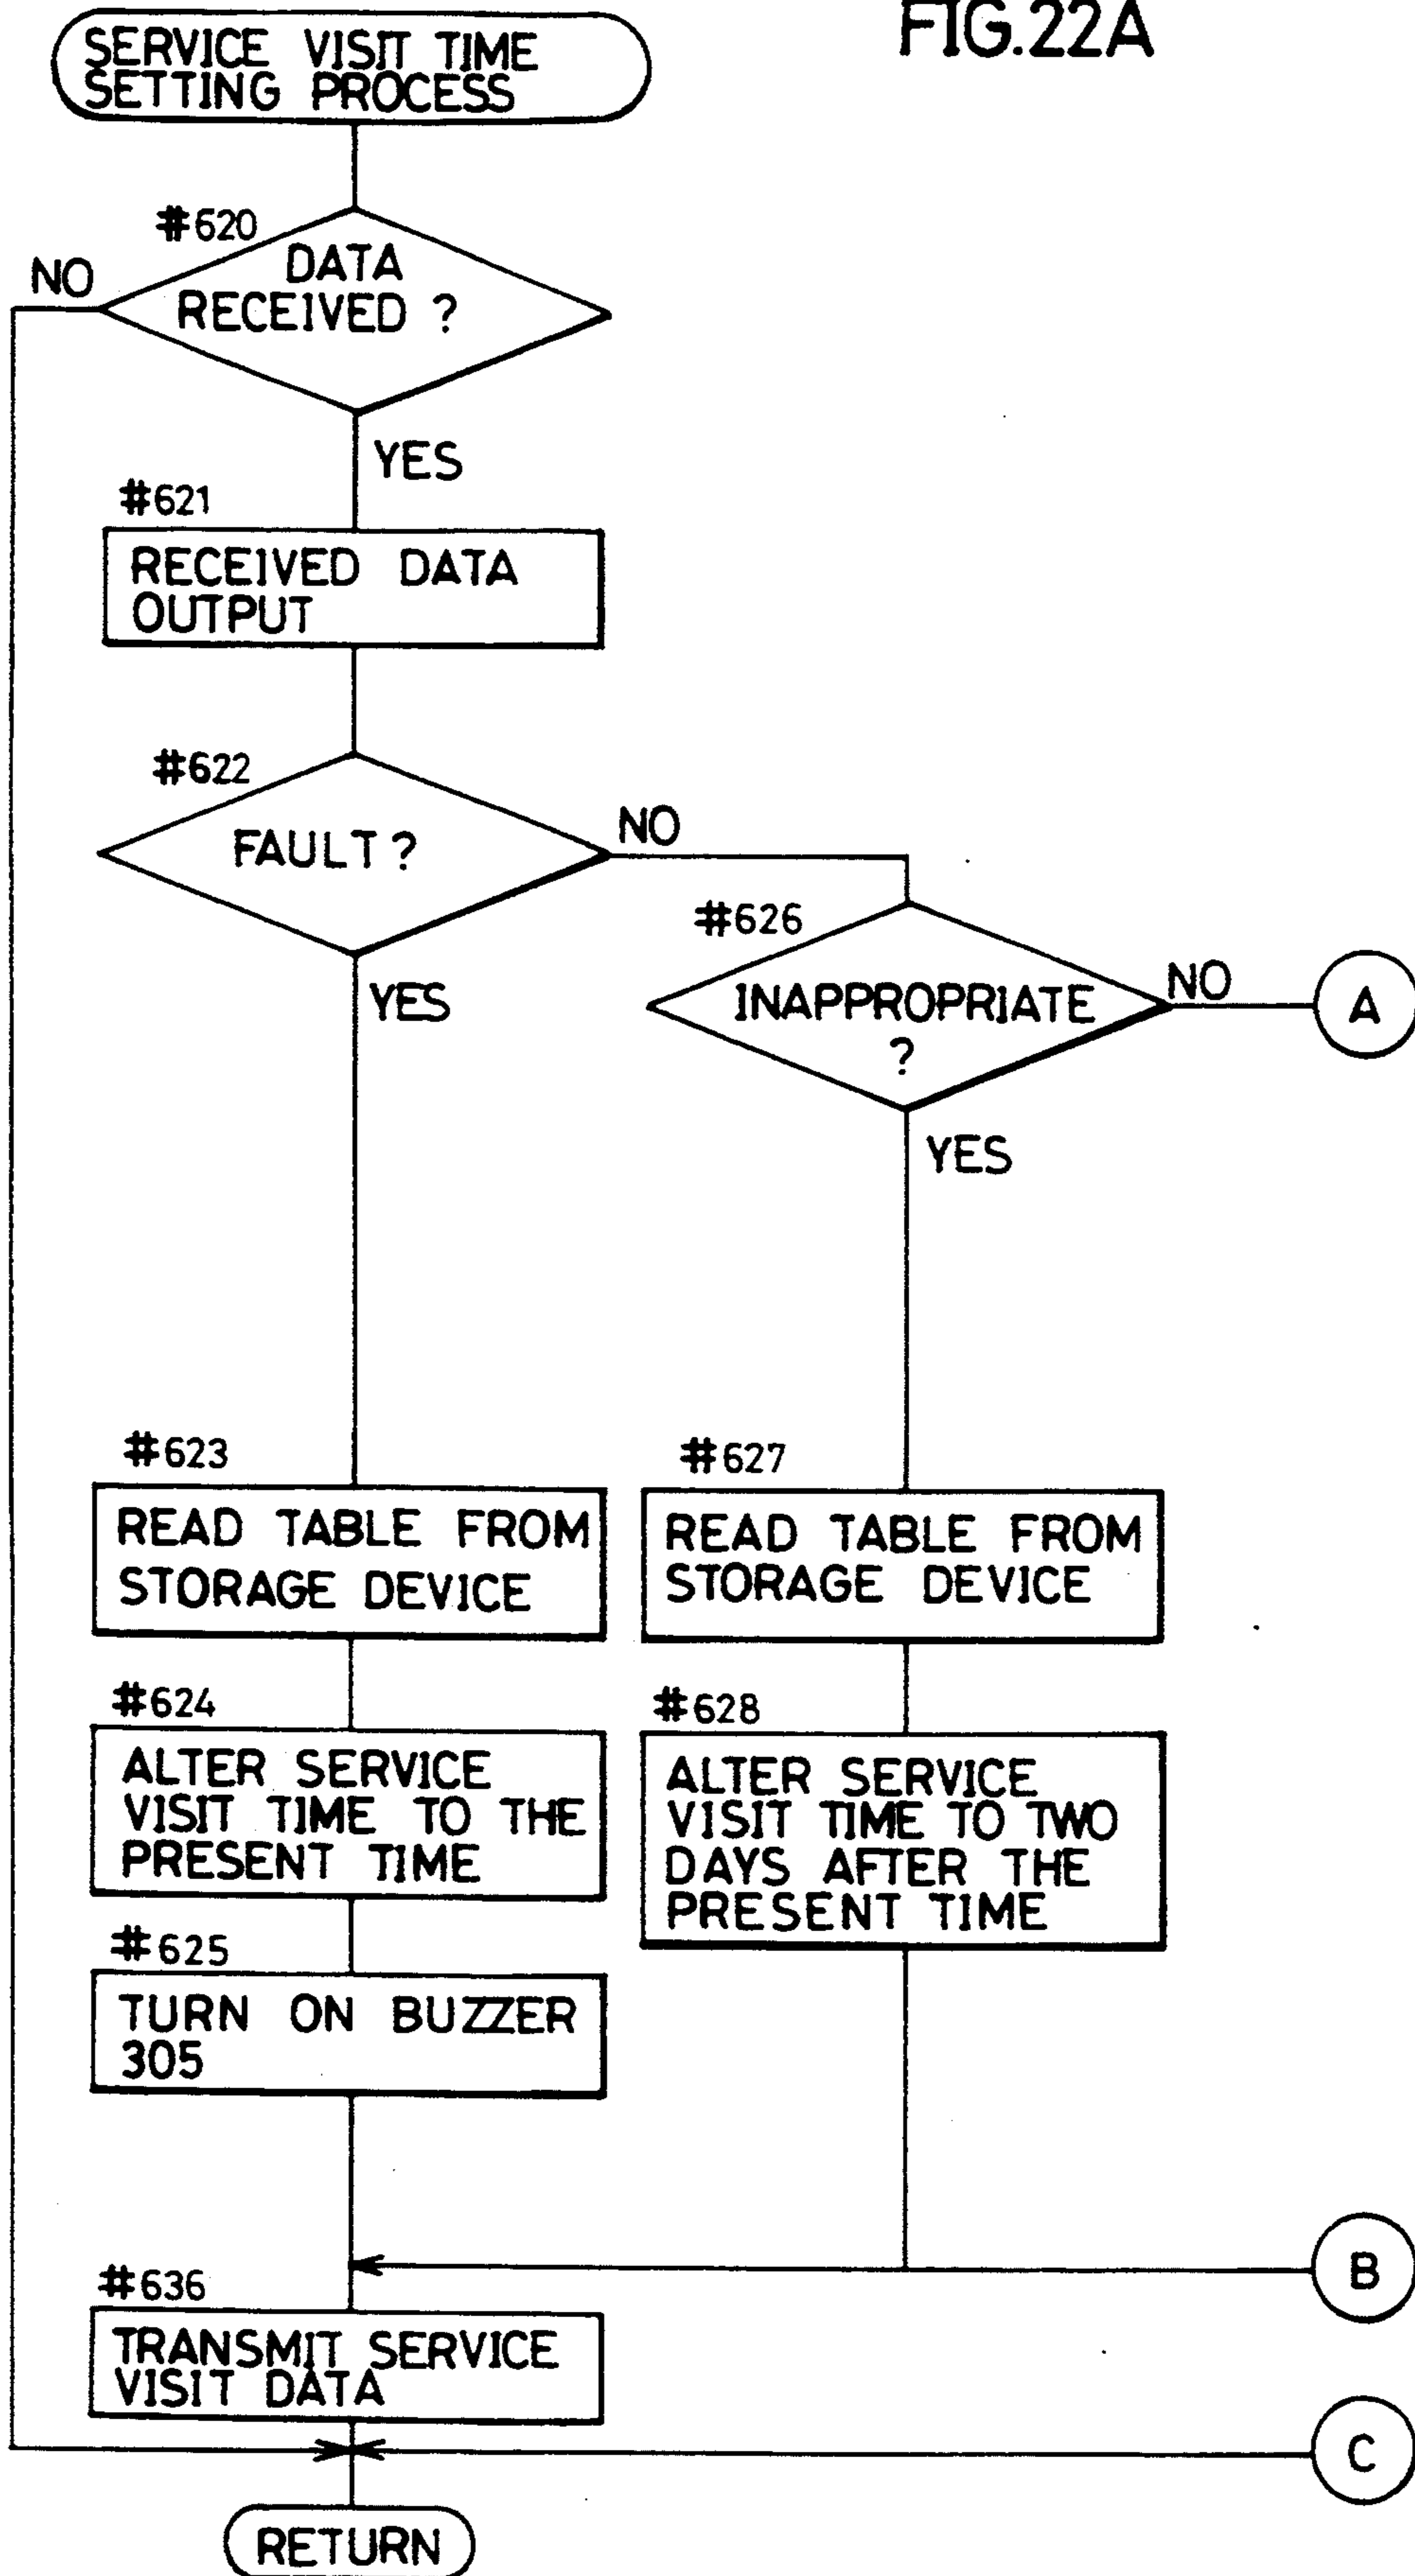 FIG.22A
SERVICE VISIT TIME
SETTING PROCESS
#620
NO
DATA
RECEIVED ?
YES
#621
RECEIVED DATA
OUTPUT
#622
FAULT ?
NO
YES
#626
INAPPROPRIATE
?
NO
A
YES
#623
READ TABLE FROM
STORAGE DEVICE
#627
READ TABLE FROM
STORAGE DEVICE
#624
ALTER SERVICE
VISIT TIME TO THE
PRESENT TIME
#628
ALTER SERVICE
VISIT TIME TO TWO
DAYS AFTER THE
PRESENT TIME
#625
TURN ON BUZZER
305
B
#636
TRANSMIT SERVICE
VISIT DATA
C
RETURN